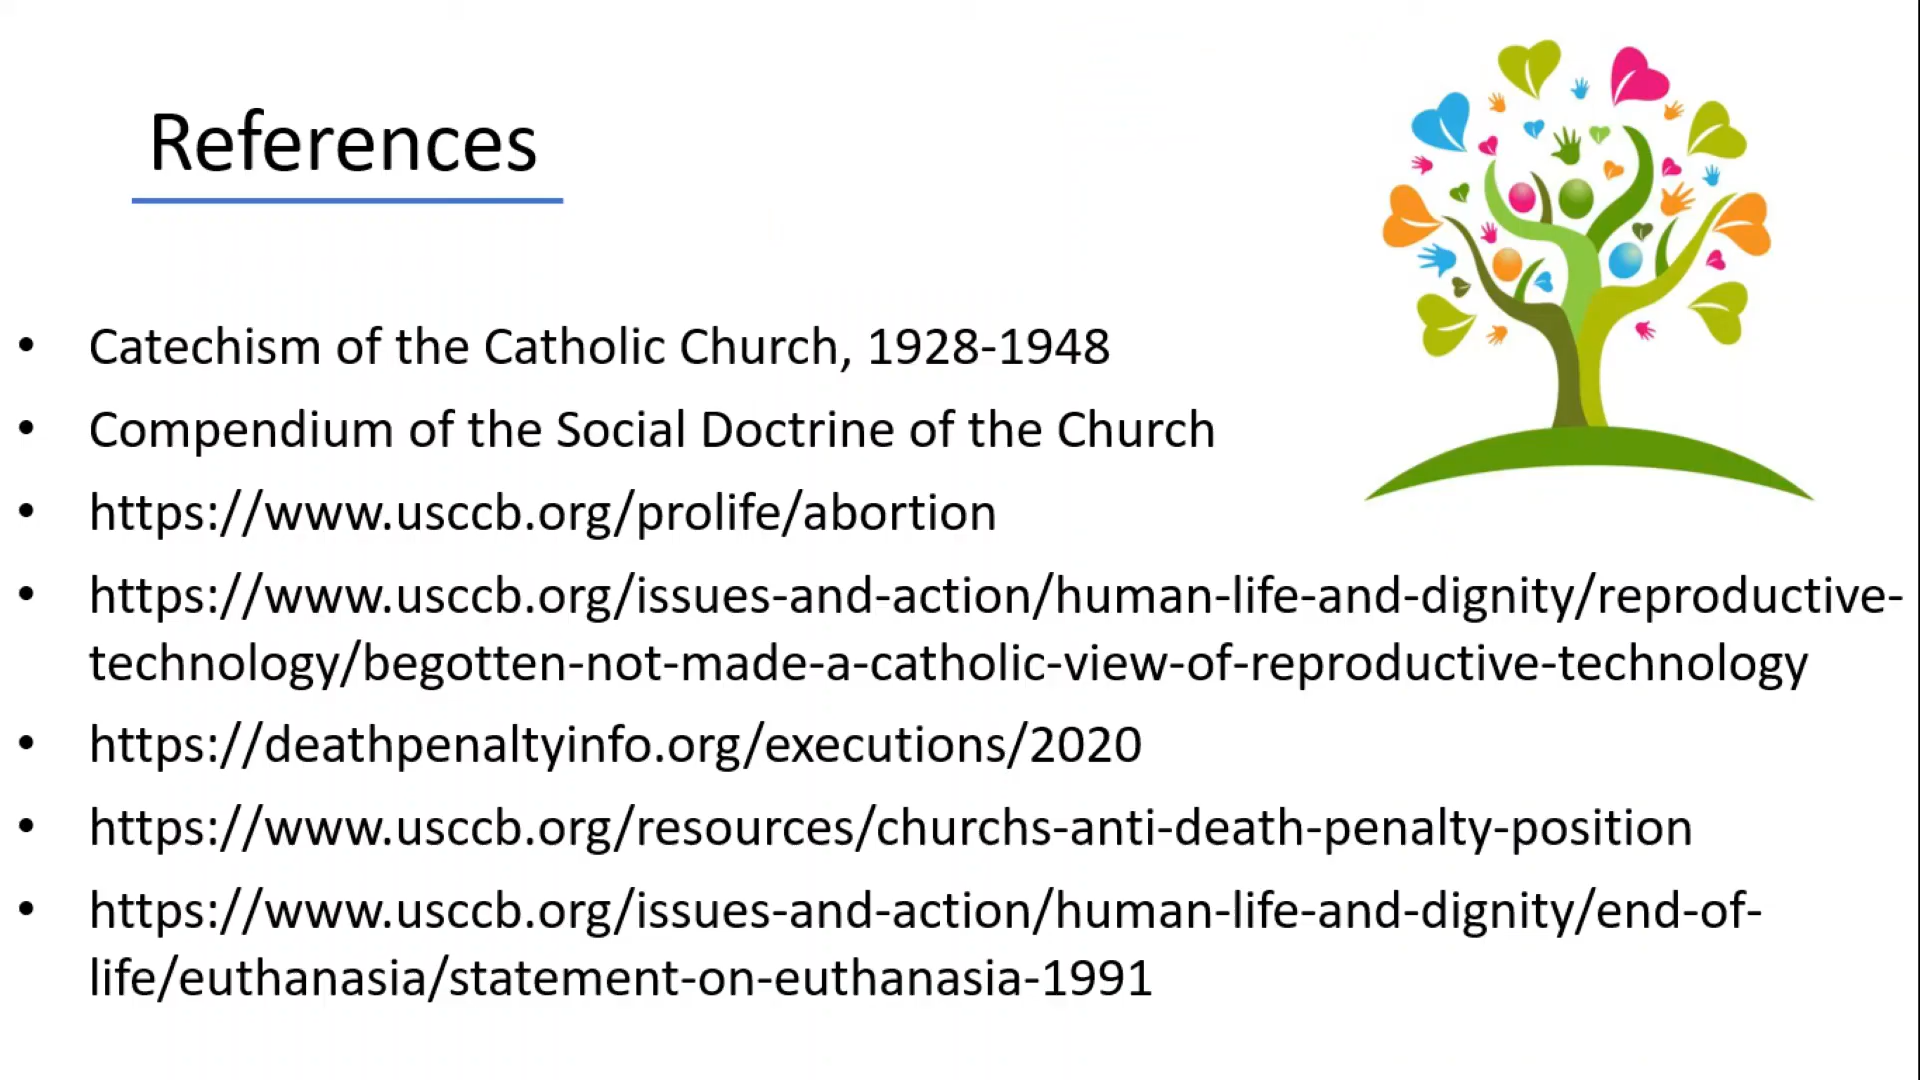 References
• Catechism of the Catholic Church, 1928-1948
• Compendium of the Social Doctrine of the Church
• https://www.usccb.org/prolife/abortion
• https://www.usccb.org/issues-and-action/human-life-and-dignity/reproductive-
technology/begotten-not-made-a-catholic-view-of-reproductive-technology
• https://deathpenaltyinfo.org/executions/2020
• https://www.usccb.org/resources/churchs-anti-death-penalty-position
• https://www.usccb.org/issues-and-action/human-life-and-dignity/end-of-
life/euthanasia/statement-on-euthanasia-1991